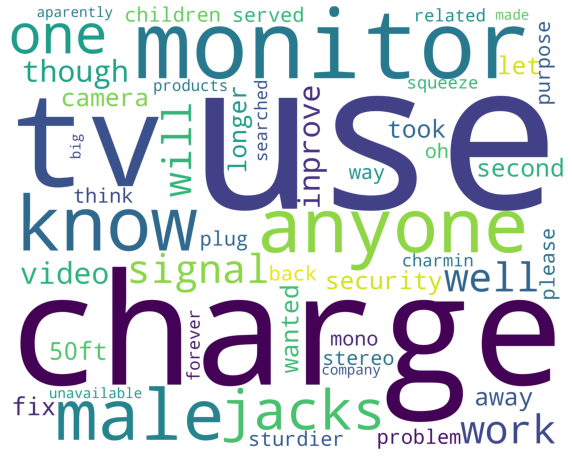 aparently children served related made
one monitor let purpose
though products squeeze
camera tv use
big will longer searched inprove took oh
think way second
know plug anyone
video signal back security charmin well please
charge
50ft forever wanted mono
stereo
company
unavailable male jacks away
fix sturdier problem work